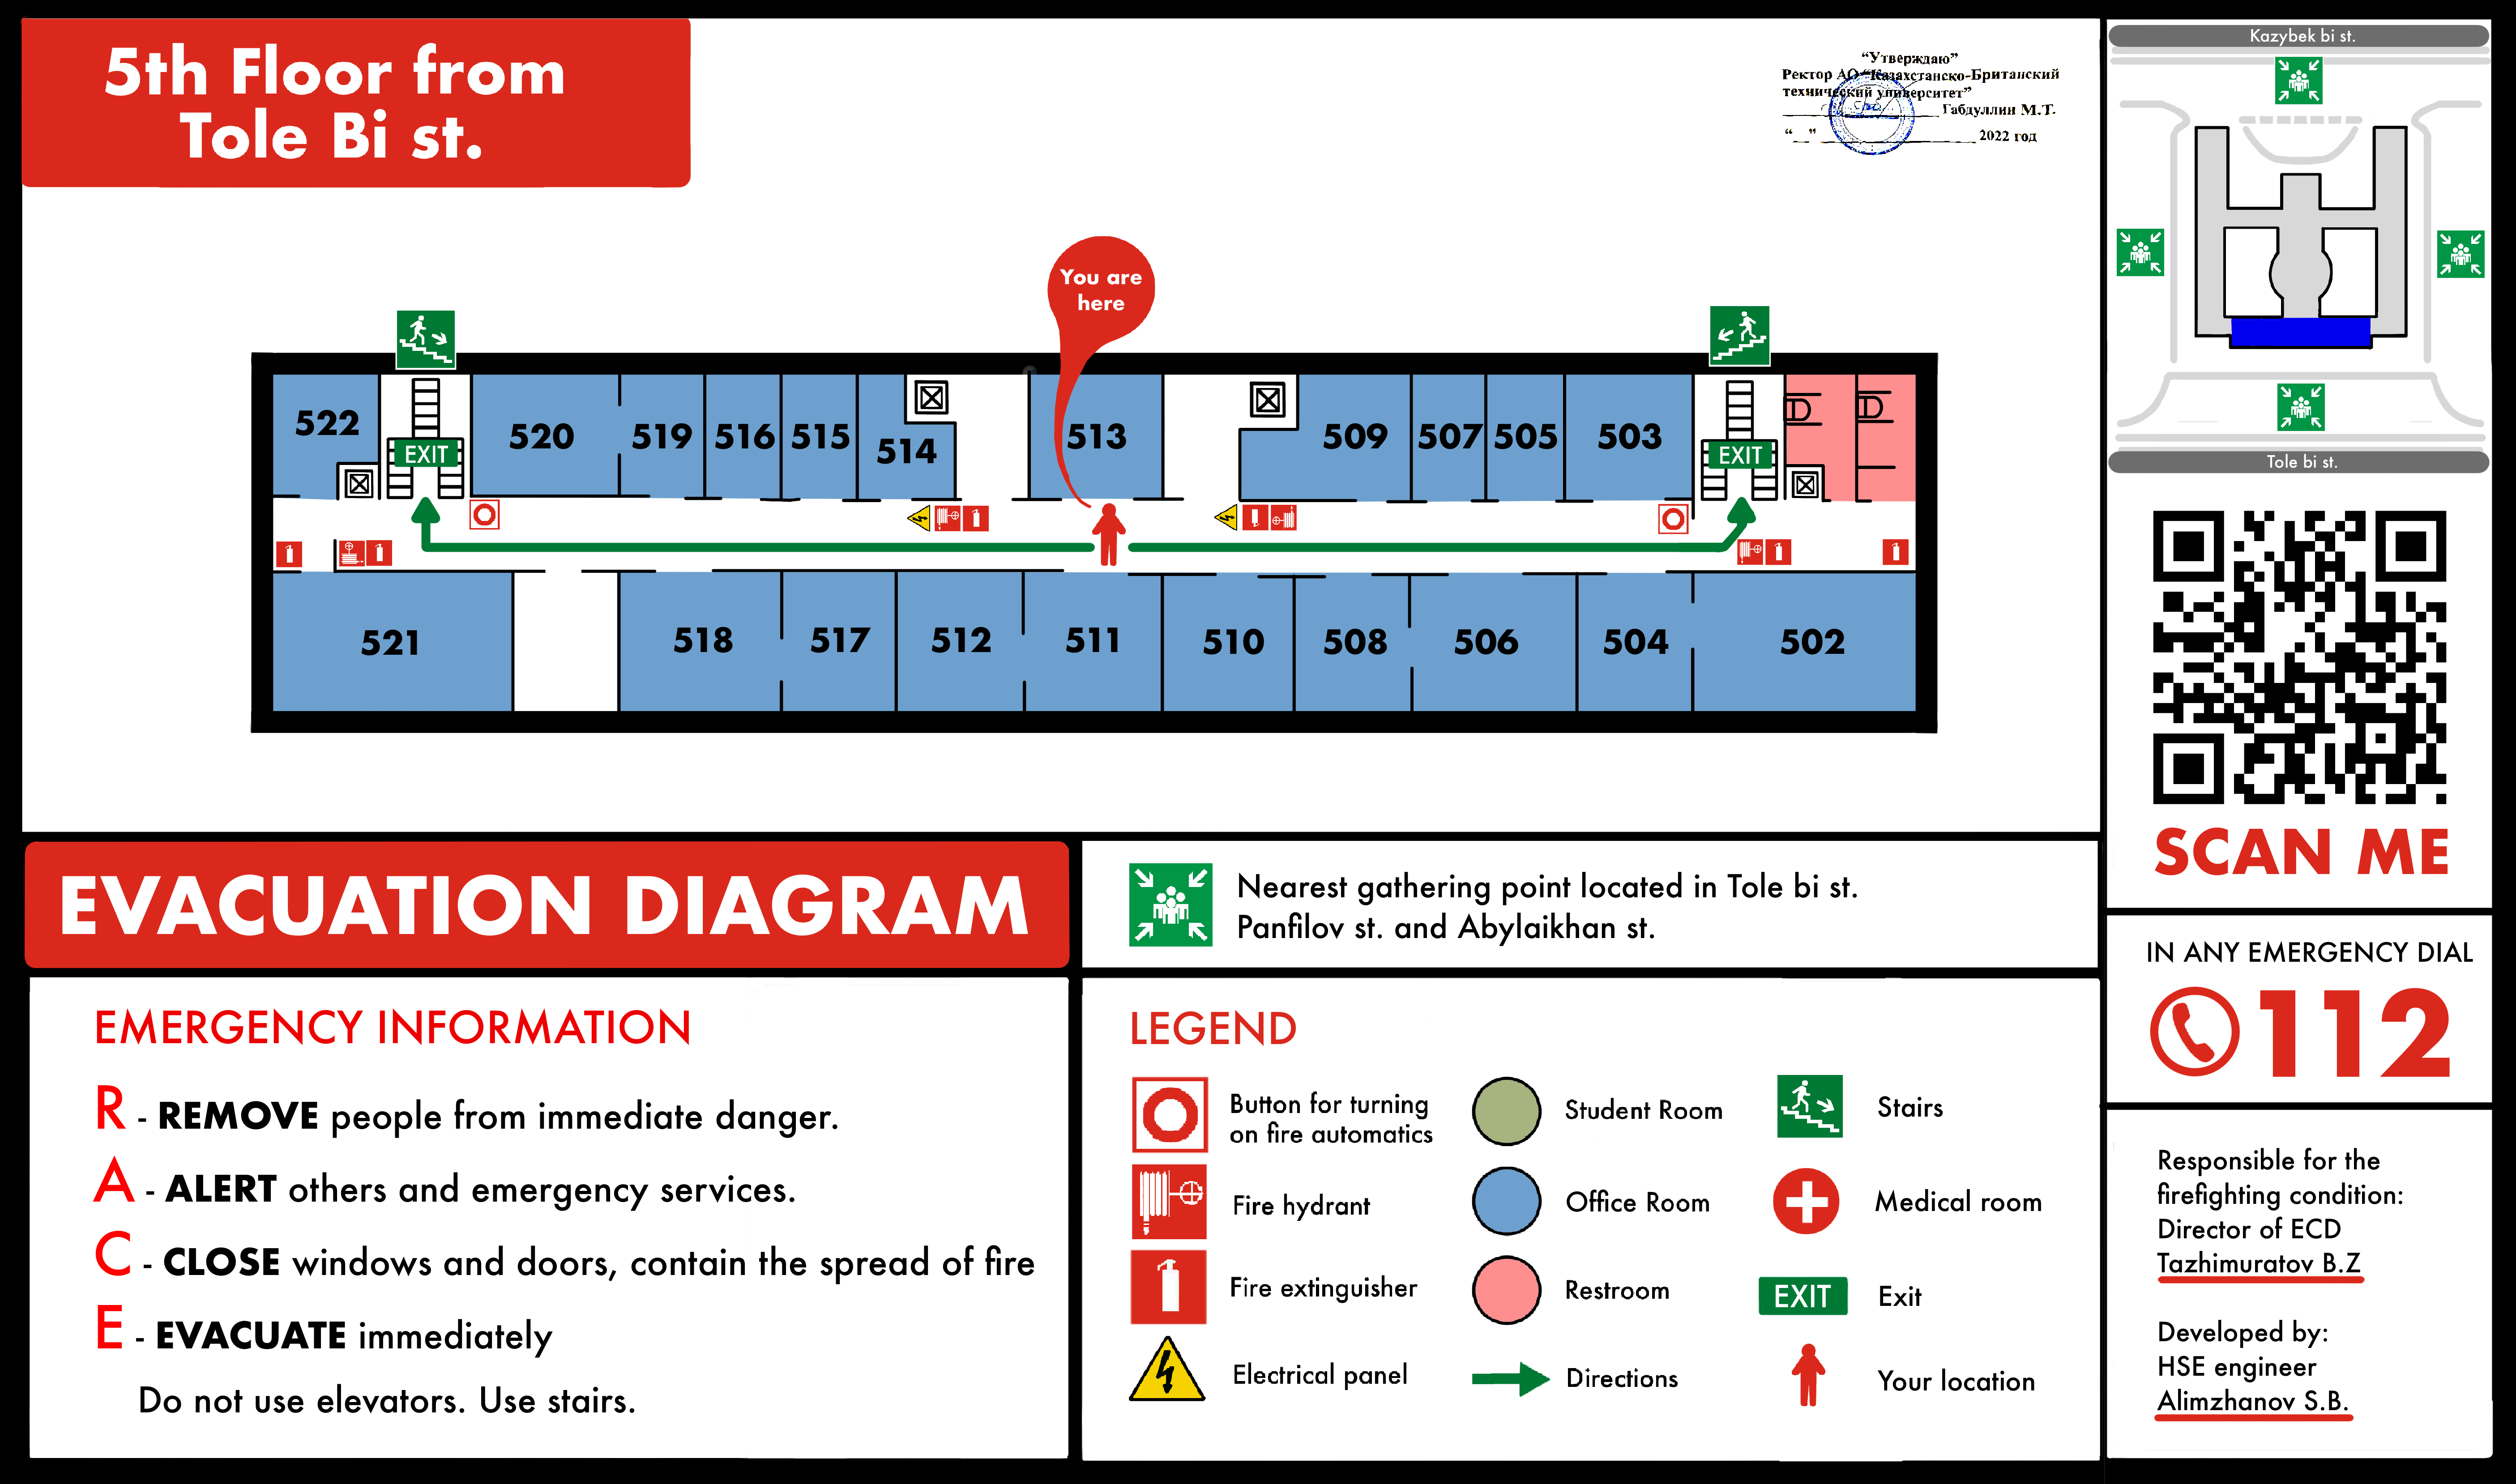 5th Floor from
Tole Bi st.
“Утверждаю”
Ректор АО “Казахстанско-Британский
технический университет”
Габдуллин М.Т.
“ ” 2022 год
You are
here
522
EXIT
520
519
516
515
514
513
509
507
505
503
EXIT
521
518
517
512
511
510
508
506
504
502
Kazybek bi st.
Tole bi st.
SCAN ME
EVACUATION DIAGRAM
Nearest gathering point located in Tole bi st.
Panfilov st. and Abylaikhan st.
IN ANY EMERGENCY DIAL
112
EMERGENCY INFORMATION
R - REMOVE people from immediate danger.
A - ALERT others and emergency services.
C - CLOSE windows and doors, contain the spread of fire
E - EVACUATE immediately
Do not use elevators. Use stairs.
LEGEND
Button for turning
on fire automatics
Fire hydrant
Fire extinguisher
Electrical panel
Student Room
Office Room
Restroom
Directions
Stairs
Medical room
EXIT Exit
Your location
Responsible for the
firefighting condition:
Director of ECD
Tazhimuratov B.Z
Developed by:
HSE engineer
Alimzhanov S.B.